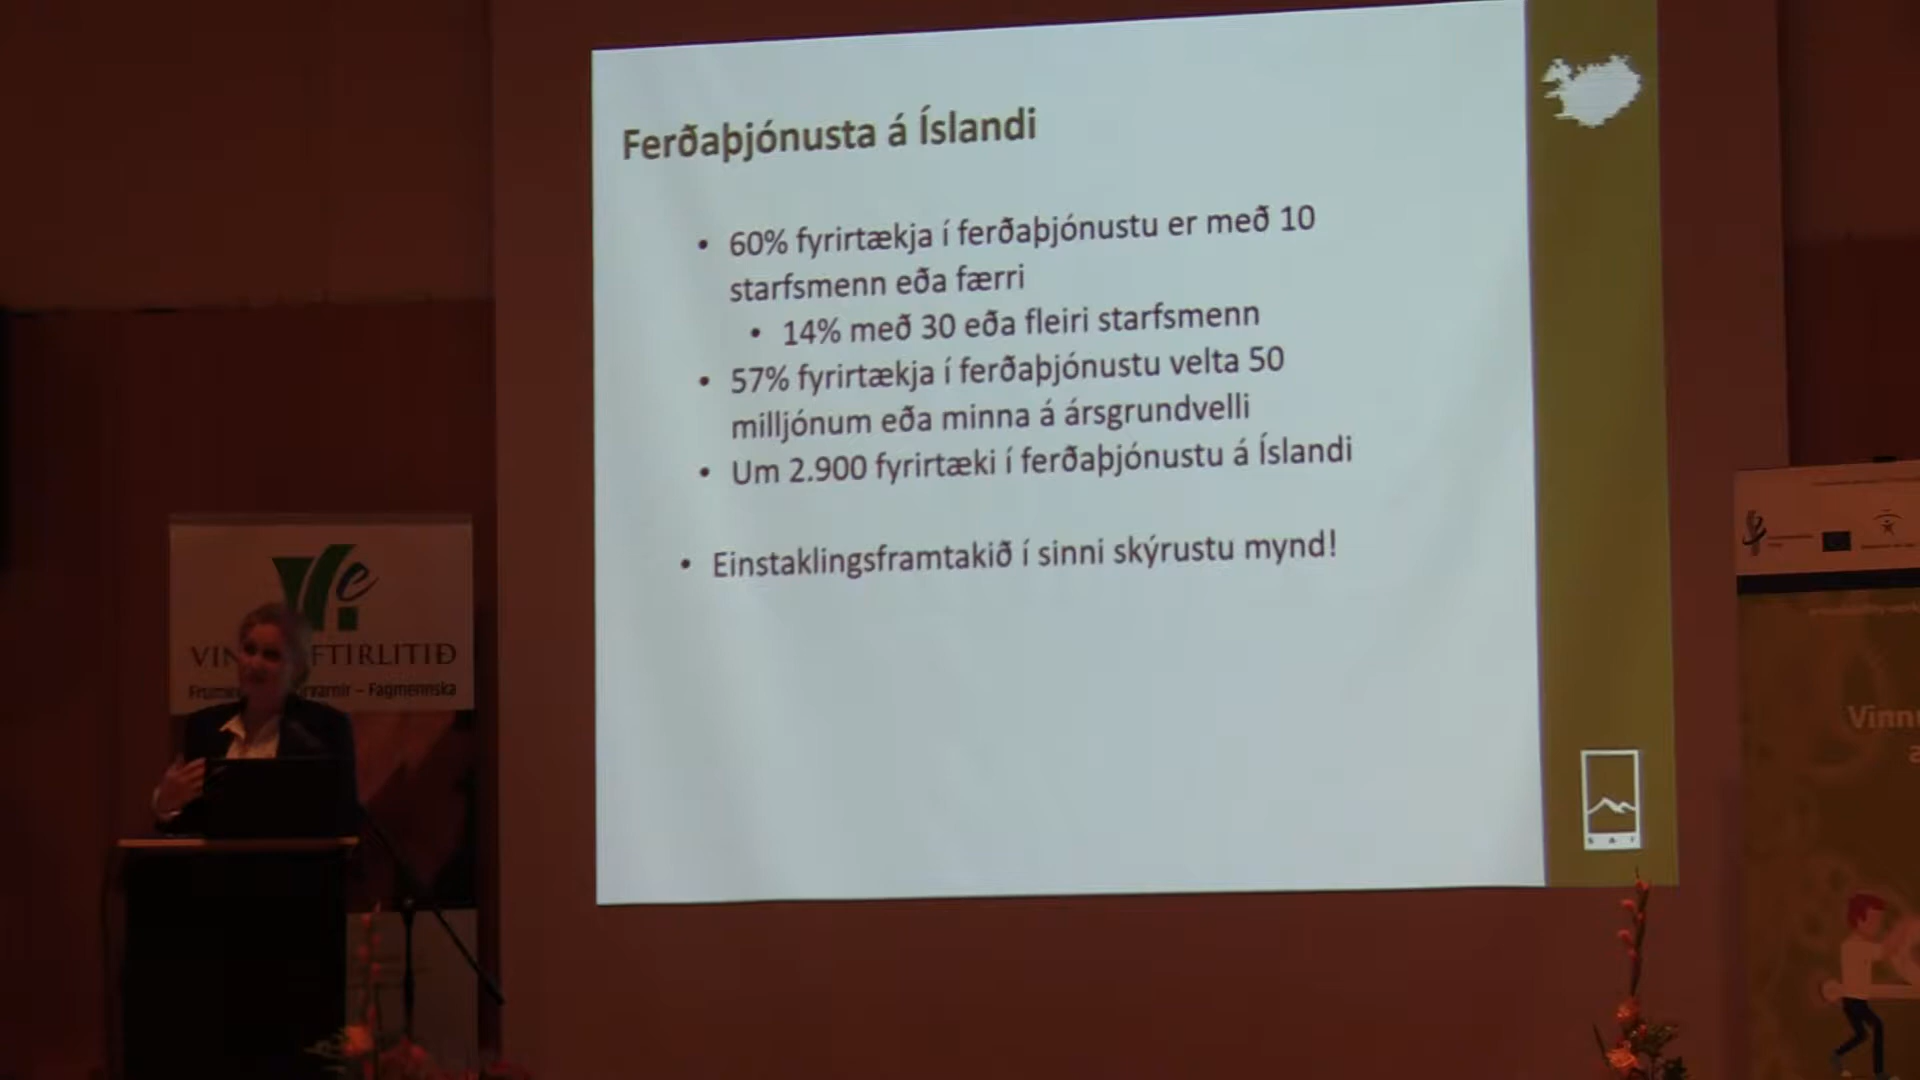 Ferðaþjónusta á Íslandi
• 60% fyrirtækja í ferðaþjónustu er með 10
starfsmenn eða færri
• 14% með 30 eða fleiri starfsmenn
• 57% fyrirtækja í ferðaþjónustu velta 50
milljónum eða minna á ársgrundvelli
• Um 2.900 fyrirtæki í ferðaþjónustu á Íslandi
• Einstaklingsframtakið í sinni skýrustu mynd!
S A F
VIN FTIRLITIÐ
– Fagmennska
Vinnu